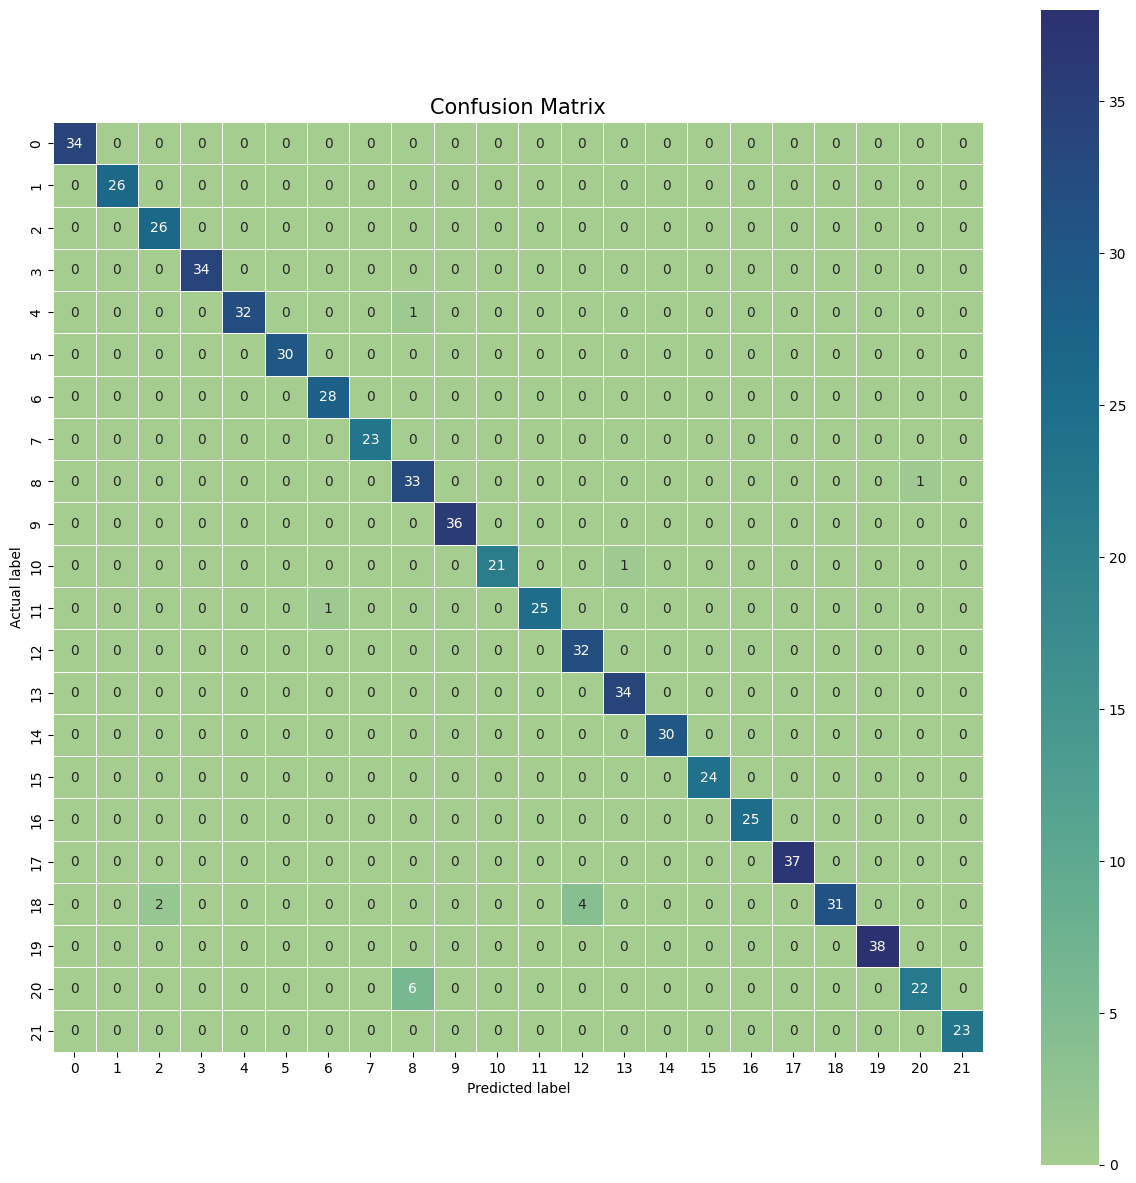 Confusion Matrix
0 34 0 0 0 0 0 0 0 0 0 0 0 0 0 0 0 0 0 0 0 0 0
1 0 26 0 0 0 0 0 0 0 0 0 0 0 0 0 0 0 0 0 0 0 0
2 0 0 26 0 0 0 0 0 0 0 0 0 0 0 0 0 0 0 0 0 0 0
3 0 0 0 34 0 0 0 0 0 0 0 0 0 0 0 0 0 0 0 0 0 0
4 0 0 0 0 32 0 0 0 1 0 0 0 0 0 0 0 0 0 0 0 0 0
5 0 0 0 0 0 30 0 0 0 0 0 0 0 0 0 0 0 0 0 0 0 0
6 0 0 0 0 0 0 28 0 0 0 0 0 0 0 0 0 0 0 0 0 0 0
7 0 0 0 0 0 0 0 23 0 0 0 0 0 0 0 0 0 0 0 0 0 0
8 0 0 0 0 0 0 0 0 33 0 0 0 0 0 0 0 0 0 0 0 1 0
9 0 0 0 0 0 0 0 0 0 36 0 0 0 0 0 0 0 0 0 0 0 0
10 0 0 0 0 0 0 0 0 0 0 21 0 0 1 0 0 0 0 0 0 0 0
11 0 0 0 0 0 0 1 0 0 0 0 25 0 0 0 0 0 0 0 0 0 0
12 0 0 0 0 0 0 0 0 0 0 0 0 32 0 0 0 0 0 0 0 0 0
13 0 0 0 0 0 0 0 0 0 0 0 0 0 34 0 0 0 0 0 0 0 0
14 0 0 0 0 0 0 0 0 0 0 0 0 0 0 30 0 0 0 0 0 0 0
15 0 0 0 0 0 0 0 0 0 0 0 0 0 0 0 24 0 0 0 0 0 0
16 0 0 0 0 0 0 0 0 0 0 0 0 0 0 0 0 25 0 0 0 0 0
17 0 0 0 0 0 0 0 0 0 0 0 0 0 0 0 0 0 37 0 0 0 0
18 0 0 2 0 0 0 0 0 0 0 0 0 4 0 0 0 0 0 31 0 0 0
19 0 0 0 0 0 0 0 0 0 0 0 0 0 0 0 0 0 0 0 38 0 0
20 0 0 0 0 0 0 0 0 6 0 0 0 0 0 0 0 0 0 0 0 22 0
21 0 0 0 0 0 0 0 0 0 0 0 0 0 0 0 0 0 0 0 0 0 23
0 1 2 3 4 5 6 7 8 9 10 11 12 13 14 15 16 17 18 19 20 21
Predicted label
Actual label
35
30
25
20
15
10
5
0